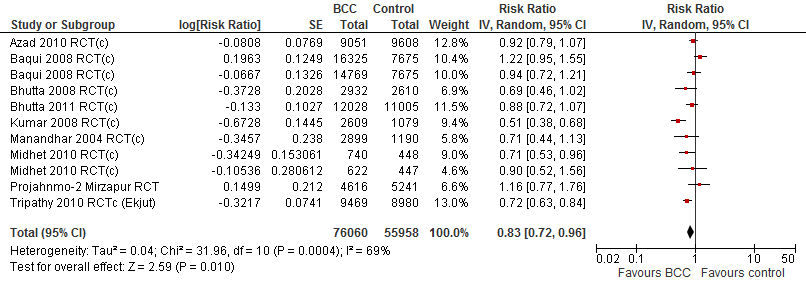 BCC Control Risk Ratio Risk Ratio
Study or Subgroup log[Risk Ratio] SE Total Total Weight IV, Random, 95% CI IV, Random, 95% CI
Azad 2010 RCT(c) -0.0808 0.0769 9051 9608 12.8% 0.92 [0.79, 1.07]
Baqui 2008 RCT(c) 0.1963 0.1249 16325 7675 10.4% 1.22 [0.95, 1.55]
Baqui 2008 RCT(c) -0.0667 0.1326 14769 7675 10.0% 0.94 [0.72, 1.21]
Bhutta 2008 RCT(c) -0.3728 0.2028 2932 2610 7.1% 0.69 [0.46, 1.02]
Bhutta 2011 RCT(c) -0.133 0.1027 12028 11005 11.5% 0.88 [0.72, 1.07]
Kumar 2008 RCT(c) -0.6728 0.1445 2609 1079 9.5% 0.51 [0.38, 0.68]
Manandhar 2004 RCT(c) -0.3457 0.238 2899 1190 5.9% 0.71 [0.44, 1.13]
Midhet 2010 RCT(c) -0.34249 0.153061 740 448 9.1% 0.71 [0.53, 0.96]
Midhet 2010 RCT(c) -0.10536 0.280612 622 447 4.8% 0.90 [0.52, 1.56]
Projahnmo-2 Mirzapur RCT 0.1499 0.212 4616 5241 6.8% 1.16 [0.77, 1.76]
Tripathy 2010 RCTc (Ekjut) -0.3217 0.0741 9469 8980 13.0% 0.72 [0.63, 0.84]
Total (95% CI) 76060 55958 100.0% 0.83 [0.72, 0.96]
Heterogeneity: Tau² = 0.04; Chi² = 31.96, df = 10 (P = 0.0004); I² = 69%
Test for overall effect: Z = 2.59 (P = 0.010)
0.02 0.1 1 10 50
Favours BCC Favours control